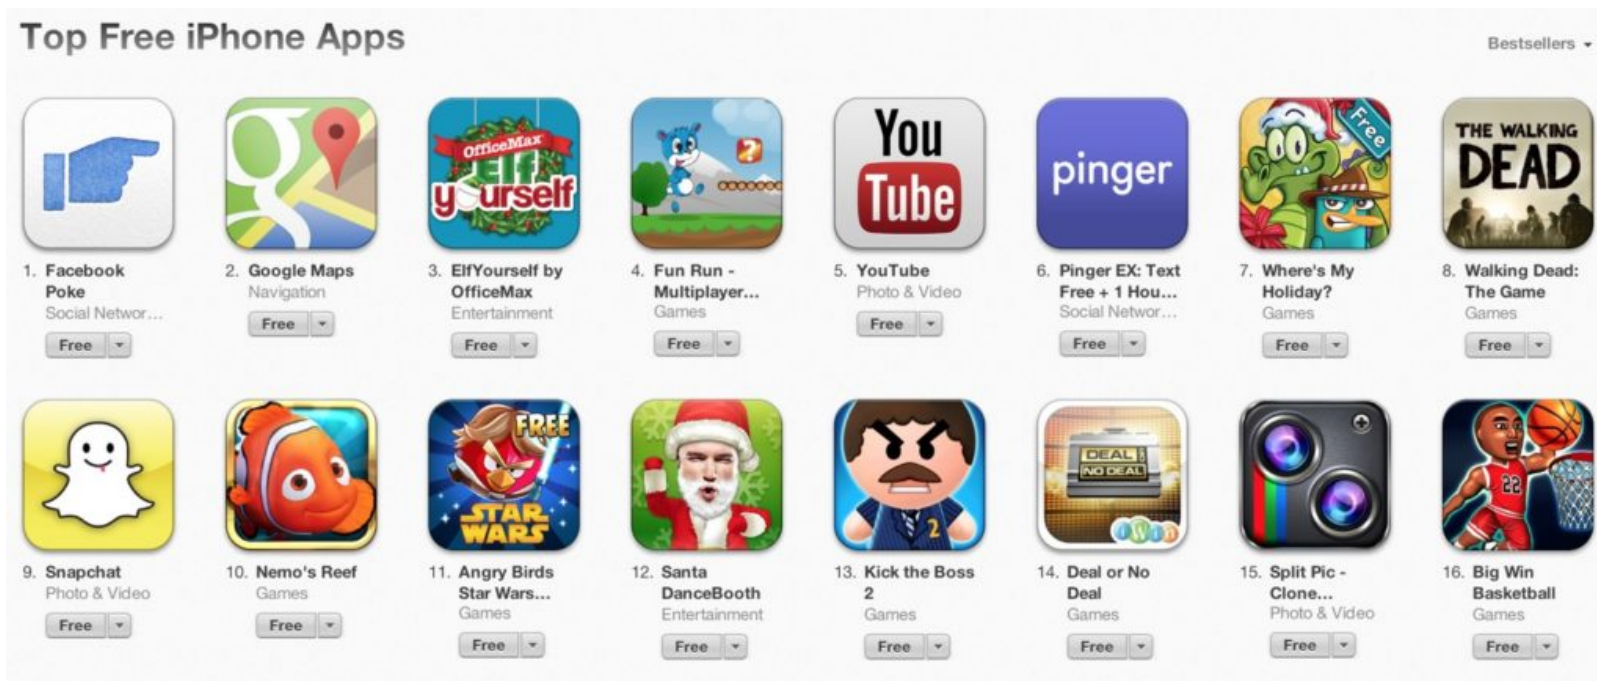 Top Free iPhone Apps
Bestsellers
OfficeMax
Elf
yourself
You
Tube
pinger
Free
THE WALKING
DEAD
1. Facebook
Poke
Social Networ...
Free
2. Google Maps
Navigation
Free
3. ElfYourself by
OfficeMax
Entertainment
Free
4. Fun Run -
Multiplayer...
Games
Free
5. YouTube
Photo & Video
Free
6. Pinger EX: Text
Free + 1 Hou...
Social Networ...
Free
7. Where's My
Holiday?
Games
Free
8. Walking Dead:
The Game
Games
Free
FREE
STAR
WARS
2
DEAL
NO DEAL
iWin
22
9. Snapchat
Photo & Video
Free
10. Nemo's Reef
Games
Free
11. Angry Birds
Star Wars...
Games
Free
12. Santa
DanceBooth
Entertainment
Free
13. Kick the Boss
2
Games
Free
14. Deal or No
Deal
Games
Free
15. Split Pic -
Clone...
Photo & Video
Free
16. Big Win
Basketball
Games
Free